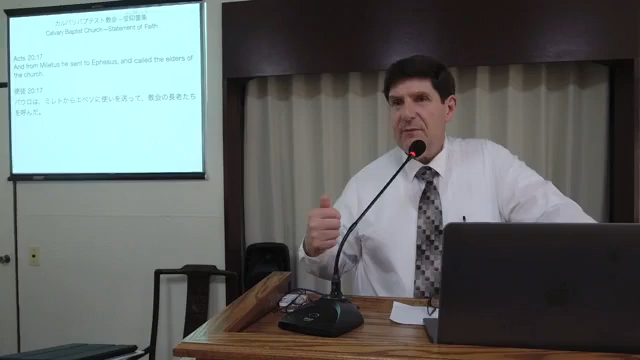 カルバリバプテスト教会ー信仰箇条
Calvary Baptist Church—Statement of Faith
Acts 20:17
And from Miletus he sent to Ephesus, and called the elders of
the church.
使徒 20:17
パウロは、ミレトからエペソに使いを送って、教会の長老たち
を呼んだ。